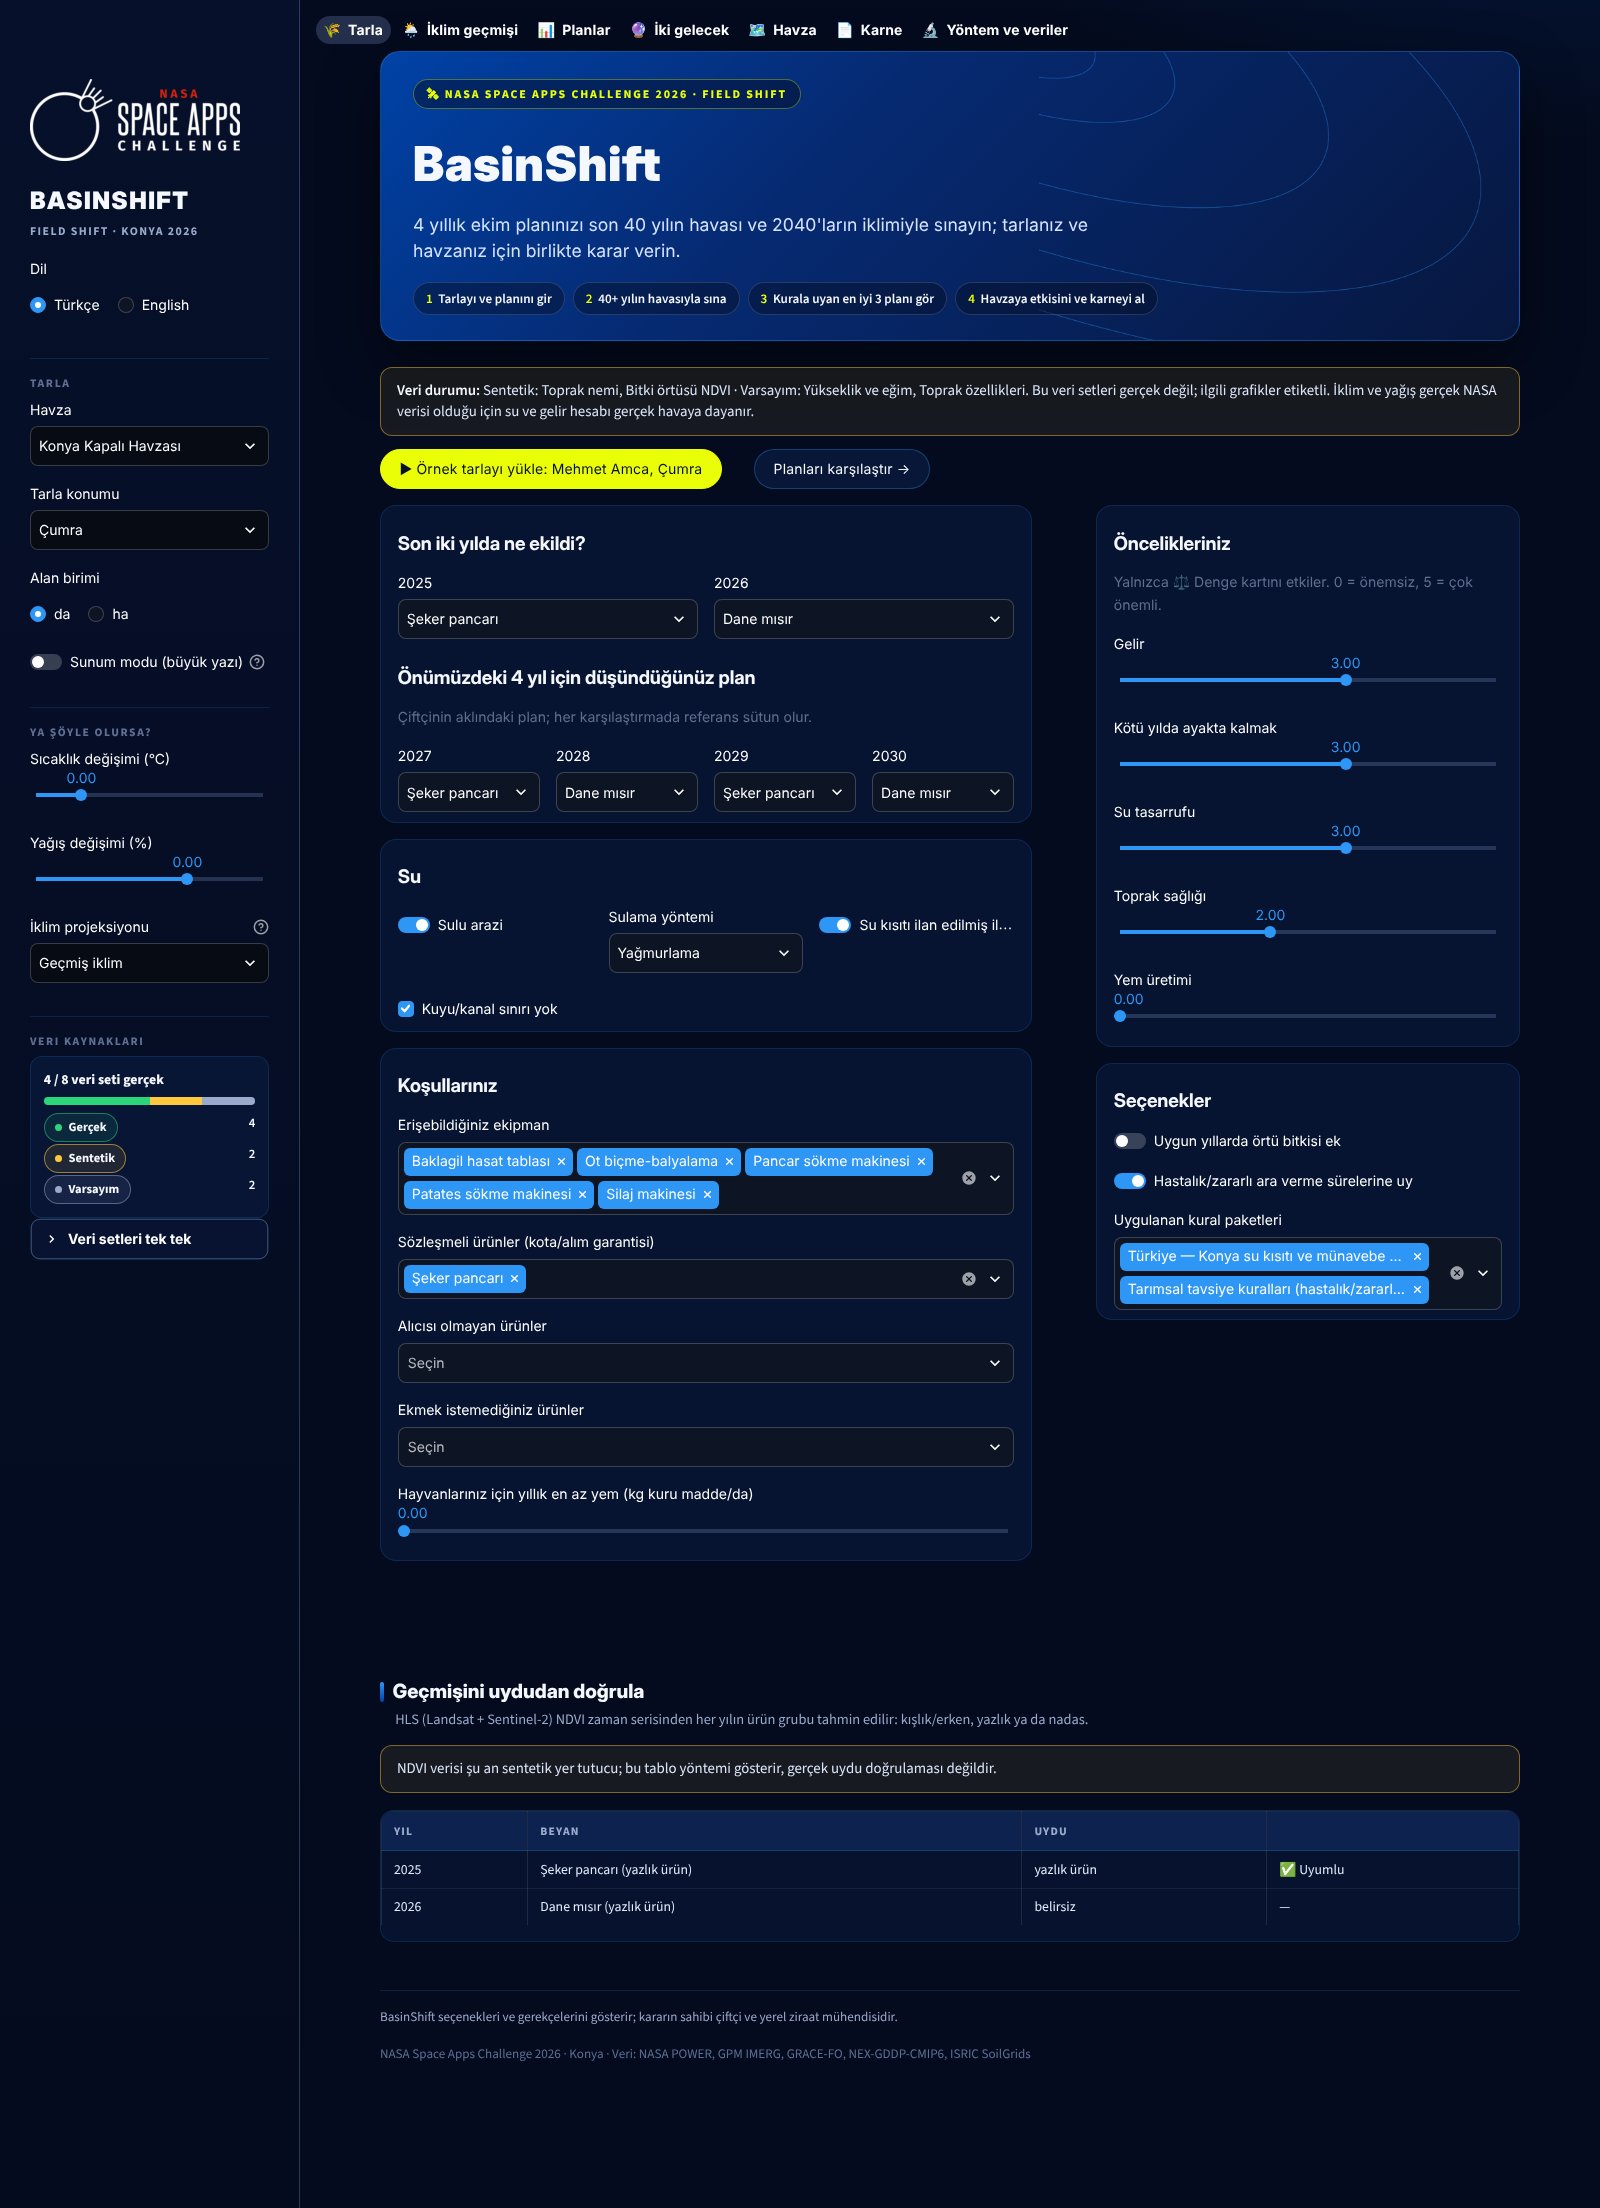 NASA
SPACE APPS
CHALLENGE
BASINSHIFT
FIELD SHIFT · KONYA 2026
Dil
Türkçe
English
TARLA
Havza
Konya Kapalı Havzası
Tarla konumu
Çumra
Alan birimi
da
ha
Sunum modu (büyük yazı)
YA ŞÖYLE OLURSA?
Sıcaklık değişimi (°C)
0.00
Yağış değişimi (%)
0.00
İklim projeksiyonu
Geçmiş iklim
VERİ KAYNAKLARI
4 / 8 veri seti gerçek
Gerçek 4
Sentetik 2
Varsayım 2
Veri setleri tek tek
Tarla İklim geçmişi Planlar İki gelecek Havza Karne Yöntem ve veriler
NASA SPACE APPS CHALLENGE 2026 · FIELD SHIFT
BasinShift
4 yıllık ekim planınızı son 40 yılın havası ve 2040'ların iklimiyle sınayın; tarlanız ve
havzanız için birlikte karar verin.
1 Tarlayı ve planını gir 2 40+ yılın havasıyla sına 3 Kurala uyan en iyi 3 planı gör 4 Havzaya etkisini ve karneyi al
Veri durumu: Sentetik: Toprak nemi, Bitki örtüsü NDVI · Varsayım: Yükseklik ve eğim, Toprak özellikleri. Bu veri setleri gerçek değil; ilgili grafikler etiketli. İklim ve yağış gerçek NASA
verisi olduğu için su ve gelir hesabı gerçek havaya dayanır.
▶ Örnek tarlayı yükle: Mehmet Amca, Çumra
Planları karşılaştır →
Son iki yılda ne ekildi?
2025 2026
Şeker pancarı Dane mısır
Önümüzdeki 4 yıl için düşündüğünüz plan
Çiftçinin aklındaki plan; her karşılaştırmada referans sütun olur.
2027 2028 2029 2030
Şeker pancarı Dane mısır Şeker pancarı Dane mısır
Su
Sulu arazi
Sulama yöntemi
Yağmurlama
Su kısıtı ilan edilmiş il...
Kuyu/kanal sınırı yok
Koşullarınız
Erişebildiğiniz ekipman
Baklagil hasat tablası × Ot biçme-balyalama × Pancar sökme makinesi ×
Patates sökme makinesi × Silaj makinesi ×
Sözleşmeli ürünler (kota/alım garantisi)
Şeker pancarı ×
Alıcısı olmayan ürünler
Seçin
Ekmek istemediğiniz ürünler
Seçin
Hayvanlarınız için yıllık en az yem (kg kuru madde/da)
0.00
Öncelikleriniz
Yalnızca ⚖️ Denge kartını etkiler. 0 = önemsiz, 5 = çok
önemli.
Gelir
3.00
Kötü yılda ayakta kalmak
3.00
Su tasarrufu
3.00
Toprak sağlığı
2.00
Yem üretimi
0.00
Seçenekler
Uygun yıllarda örtü bitkisi ek
Hastalık/zararlı ara verme sürelerine uy
Uygulanan kural paketleri
Türkiye — Konya su kısıtı ve münavebe ... ×
Tarımsal tavsiye kuralları (hastalık/zararl... ×
Geçmişini uydudan doğrula
HLS (Landsat + Sentinel-2) NDVI zaman serisinden her yılın ürün grubu tahmin edilir: kışlık/erken, yazlık ya da nadas.
NDVI verisi şu an sentetik yer tutucu; bu tablo yöntemi gösterir, gerçek uydu doğrulaması değildir.
YIL BEYAN UYDU
2025 Şeker pancarı (yazlık ürün) yazlık ürün ✅ Uyumlu
2026 Dane mısır (yazlık ürün) belirsiz —
BasinShift seçenekleri ve gerekçelerini gösterir; kararın sahibi çiftçi ve yerel ziraat mühendisidir.
NASA Space Apps Challenge 2026 · Konya · Veri: NASA POWER, GPM IMERG, GRACE-FO, NEX-GDDP-CMIP6, ISRIC SoilGrids